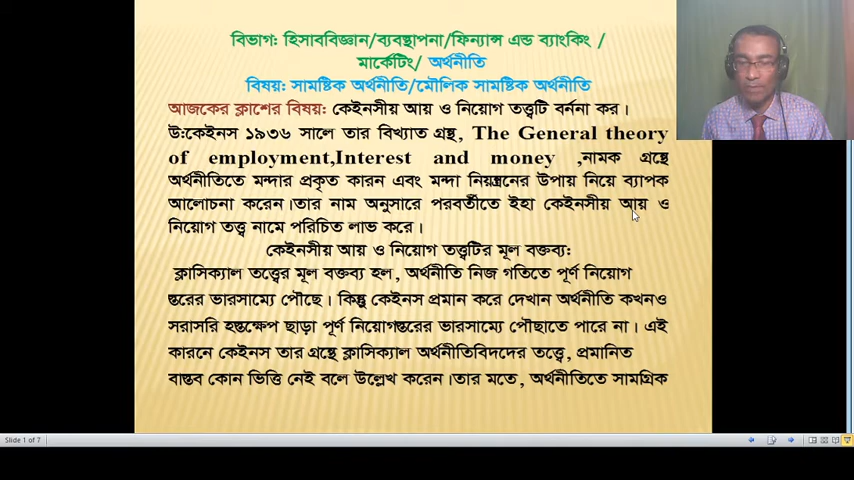 বিভাগ: হিসাববিজ্ঞান/ব্যবস্থাপনা/ফিন্যান্স এন্ড ব্যাংকিং /
মার্কেটিং/ অর্থনীতি
বিষয়: সামষ্টিক অর্থনীতি/মৌলিক সামষ্টিক অর্থনীতি
আজকের ক্লাশের বিষয়: কেইনসীয় আয় ও নিয়োগ তত্ত্বটি বর্ননা কর।
উ:কেইনস ১৯৩৬ সালে তার বিখ্যাত গ্রন্থ, The General theory
of employment,Interest and money ,নামক গ্রন্থে
অর্থনীতিতে মন্দার প্রকৃত কারন এবং মন্দা নিয়ন্ত্রনের উপায় নিয়ে ব্যাপক
আলোচনা করেন।তার নাম অনুসারে পরবর্তীতে ইহা কেইনসীয় আয় ও
নিয়োগ তত্ত্ব নামে পরিচিত লাভ করে।
কেইনসীয় আয় ও নিয়োগ তত্ত্বটির মূল বক্তব্য:
ক্লাসিক্যাল তত্ত্বের মূল বক্তব্য হল, অর্থনীতি নিজ গতিতে পূর্ণ নিয়োগ
স্তরের ভারসাম্যে পৌছে। কিন্তু কেইনস প্রমান করে দেখান অর্থনীতি কখনও
সরাসরি হস্তক্ষেপ ছাড়া পূর্ণ নিয়োগস্তরের ভারসাম্যে পৌছাতে পারে না। এই
কারনে কেইনস তার গ্রন্থে ক্লাসিক্যাল অর্থনীতিবিদদের তত্ত্বে, প্রমানিত
বাস্তব কোন ভিত্তি নেই বলে উল্লেখ করেন।তার মতে, অর্থনীতিতে সামগ্রিক
Slide 1 of 7